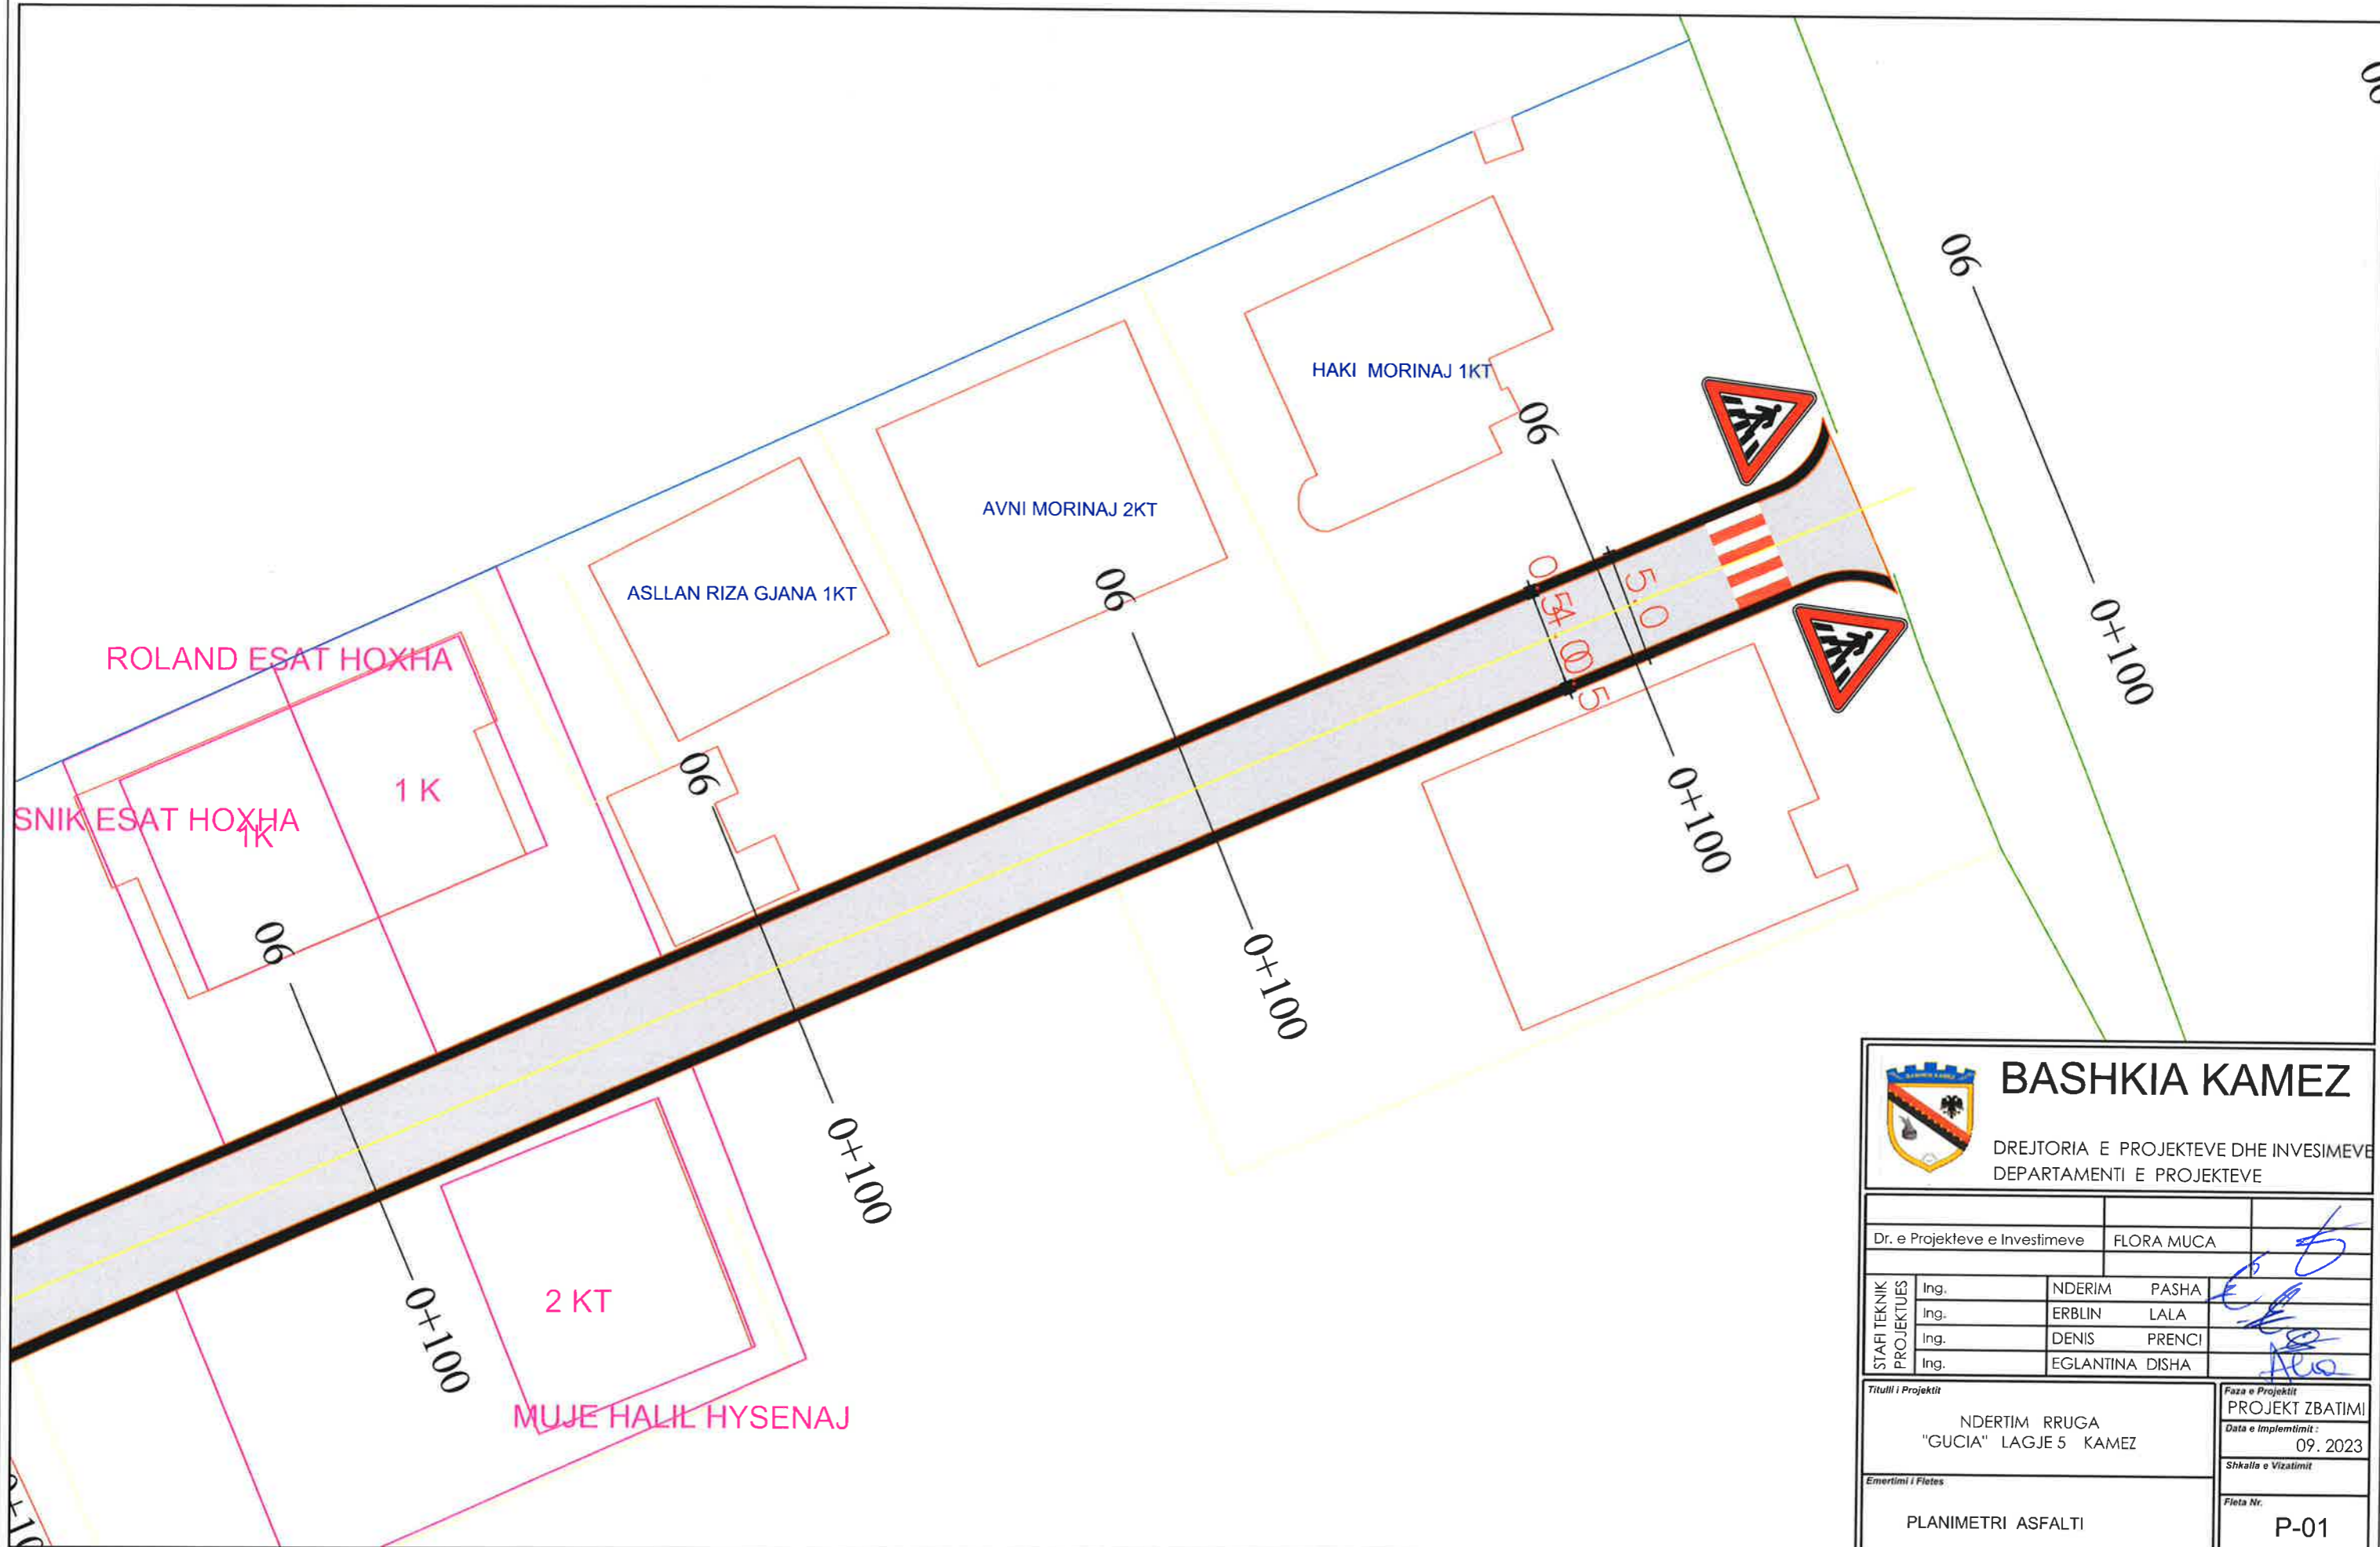 06
06
0+100
HAKI MORINAJ 1KT
06
0+100
AVNI MORINAJ 2KT
06
0+100
ASLLAN RIZA GJANA 1KT
06
0+100
ROLAND ESAT HOXHA
1 K
SNIK ESAT HOXHA
1K
06
0+100
0.5
4.0
0.5
5.0
2 KT
MUJE HALIL HYSENAJ
BASHKIA KAMEZ
DREJTORIA E PROJEKTEVE DHE INVESIMEVE
DEPARTAMENTI E PROJEKTEVE
Dr. e Projekteve e Investimeve FLORA MUCA
STAFI TEKNIK
PROJEKTUES
Ing. NDERIM PASHA
Ing. ERBLIN LALA
Ing. DENIS PRENCI
Ing. EGLANTINA DISHA
Titulli i Projektit
NDERTIM RRUGA
"GUCIA" LAGJE 5 KAMEZ
Faza e Projektit
PROJEKT ZBATIMI
Data e Implemtimit :
09. 2023
Shkalla e Vizatimit
Emertimi i Fletes
PLANIMETRI ASFALTI
Fleta Nr.
P-01